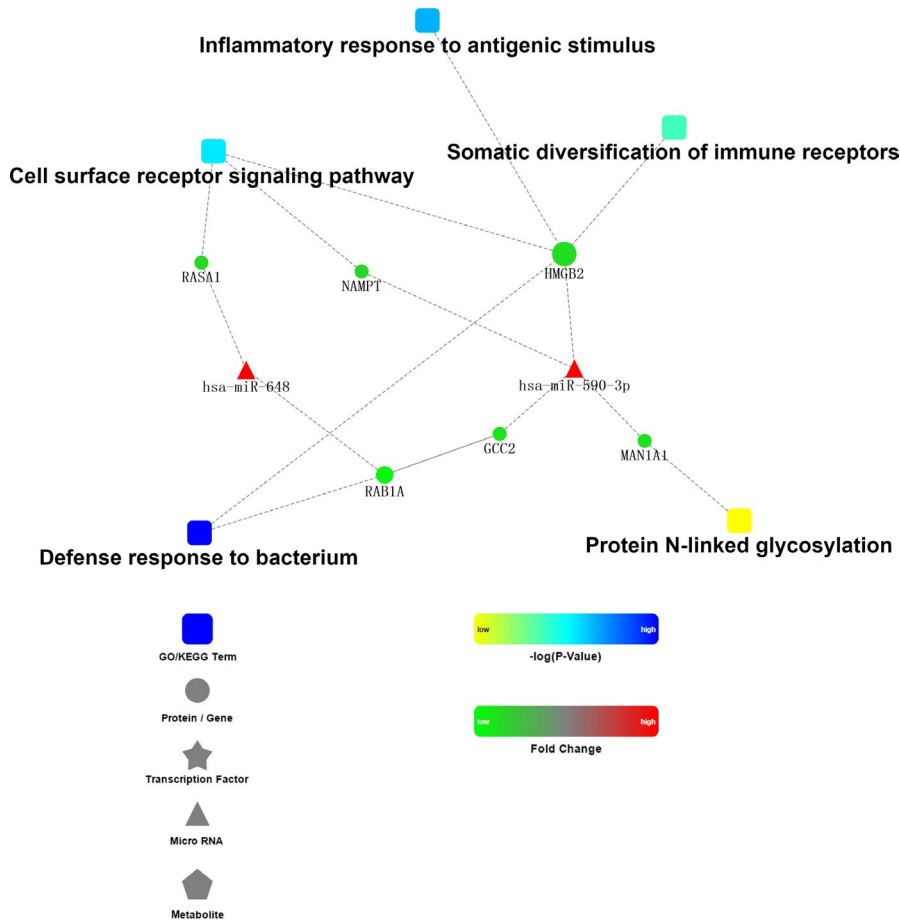 Inflammatory response to antigenic stimulus
Somatic diversification of immune receptors
Cell surface receptor signaling pathway
RASA1
NAMPT
HMGB2
hsa-miR-648
hsa-miR-590-3p
GCC2
MAN1A1
RAB1A
Defense response to bacterium
Protein N-linked glycosylation
GO/KEGG Term
low
high
-log(P-Value)
Protein / Gene
low
high
Fold Change
Transcription Factor
Micro RNA
Metabolite